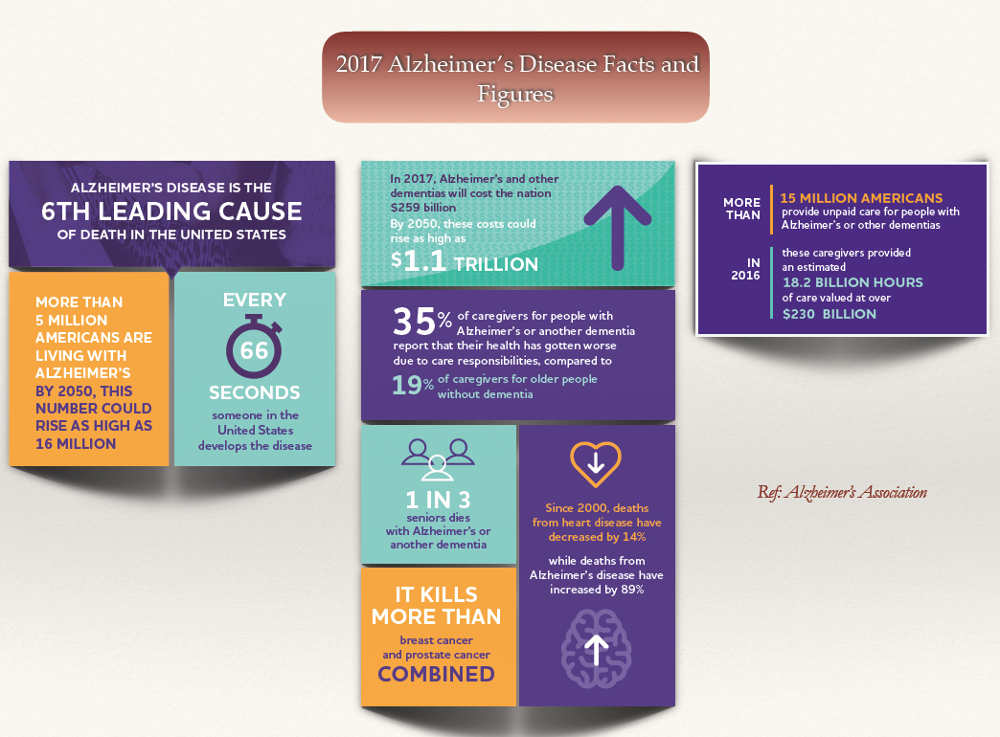 2017 Alzheimer's Disease Facts and
Figures
ALZHEIMER'S DISEASE IS THE
6TH LEADING CAUSE
OF DEATH IN THE UNITED STATES
MORE THAN
5 MILLION
AMERICANS ARE
LIVING WITH
ALZHEIMER'S
BY 2050, THIS
NUMBER COULD
RISE AS HIGH AS
16 MILLION
EVERY
66
SECONDS
someone in the
United States
develops the disease
In 2017, Alzheimer's and other
dementias will cost the nation
$259 billion
By 2050, these costs could
rise as high as
$1.1 TRILLION
35% of caregivers for people with
Alzheimer's or another dementia
report that their health has gotten worse
due to care responsibilities, compared to
19% of caregivers for older people
without dementia
1 IN 3
seniors dies
with Alzheimer's or
another dementia
IT KILLS
MORE THAN
breast cancer
and prostate cancer
COMBINED
Since 2000, deaths
from heart disease have
decreased by 14%
while deaths from
Alzheimer's disease have
increased by 89%
MORE
THAN
15 MILLION AMERICANS
provide unpaid care for people with
Alzheimer's or other dementias
IN
2016
these caregivers provided
an estimated
18.2 BILLION HOURS
of care valued at over
$230 BILLION
Ref: Alzheimer's Association